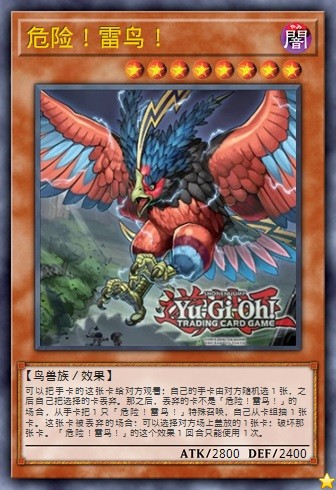 危险！雷鸟！
闇
SHONEN JUMP
Yu-Gi-Oh!
TRADING CARD GAME
【鸟兽族／效果】
可以把手卡的这张卡给对方观看；自己的手卡由对方随机选1张，之
后自己把选择的卡丢弃。那之后，丢弃的卡不是「危险！雷鸟！」的
场合，从手卡把1只「危险！雷鸟！」特殊召唤，自己从卡组抽1张
卡。这张卡被丢弃的场合：可以选择对方场上盖放的1张卡；破坏那
张卡。「危险！雷鸟！」的这个效果1回合只能使用1次。
ATK/2800 DEF/2400